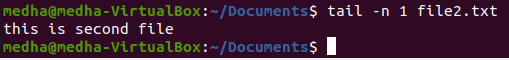 medha@medha-VirtualBox:~/Documents$ tail -n 1 file2.txt
this is second file
medha@medha-VirtualBox:~/Documents$